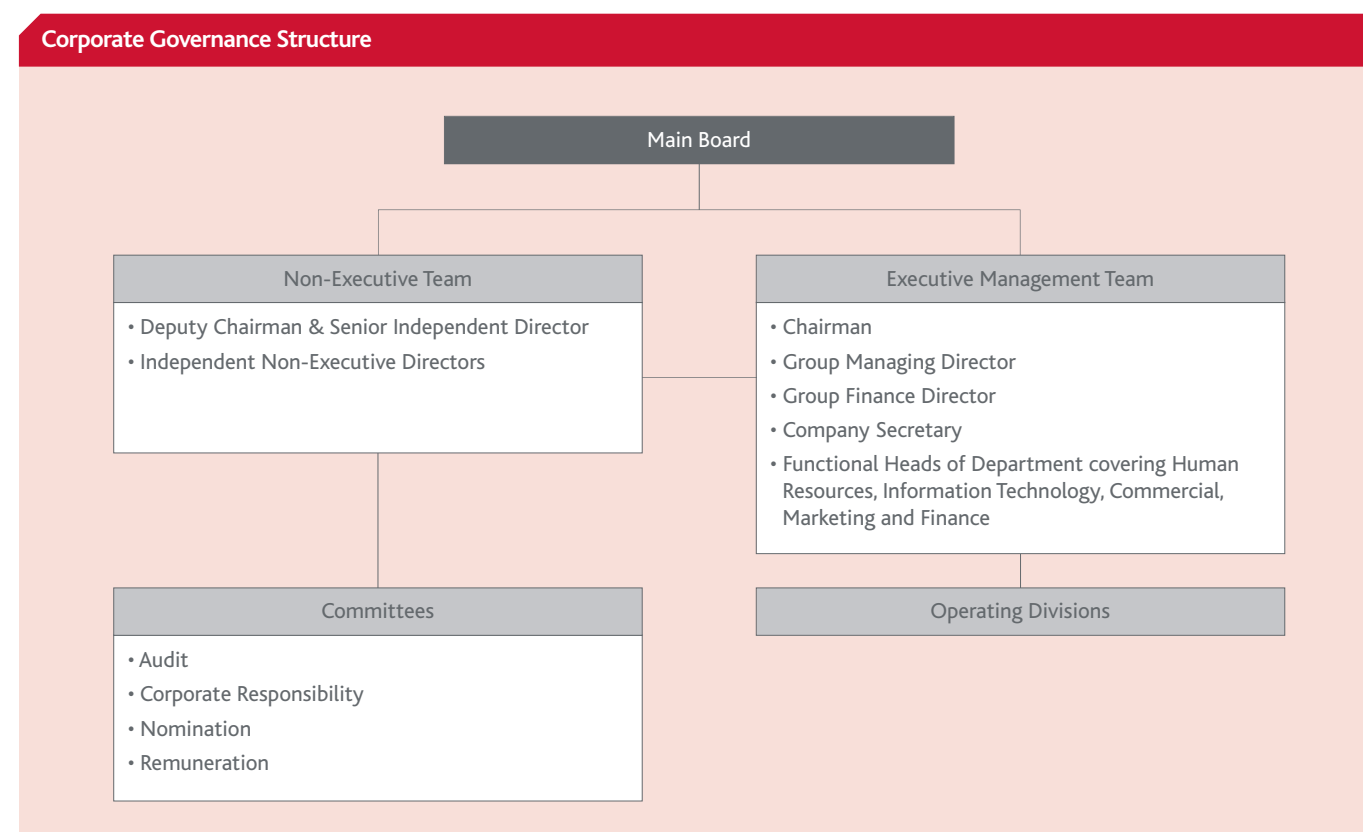 Corporate Governance Structure
Main Board
Non-Executive Team
• Deputy Chairman & Senior Independent Director
• Independent Non-Executive Directors
Executive Management Team
• Chairman
• Group Managing Director
• Group Finance Director
• Company Secretary
• Functional Heads of Department covering Human
Resources, Information Technology, Commercial,
Marketing and Finance
Committees
• Audit
• Corporate Responsibility
• Nomination
• Remuneration
Operating Divisions